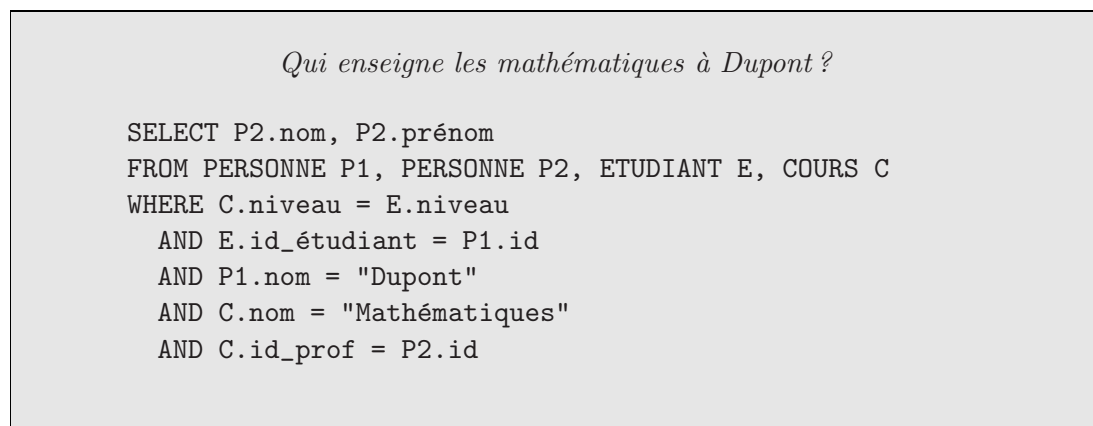 Qui enseigne les mathématiques à Dupont ?
SELECT P2.nom, P2.prénom
FROM PERSONNE P1, PERSONNE P2, ETUDIANT E, COURS C
WHERE C.niveau = E.niveau
AND E.id_étudiant = P1.id
AND P1.nom = "Dupont"
AND C.nom = "Mathématiques"
AND C.id_prof = P2.id